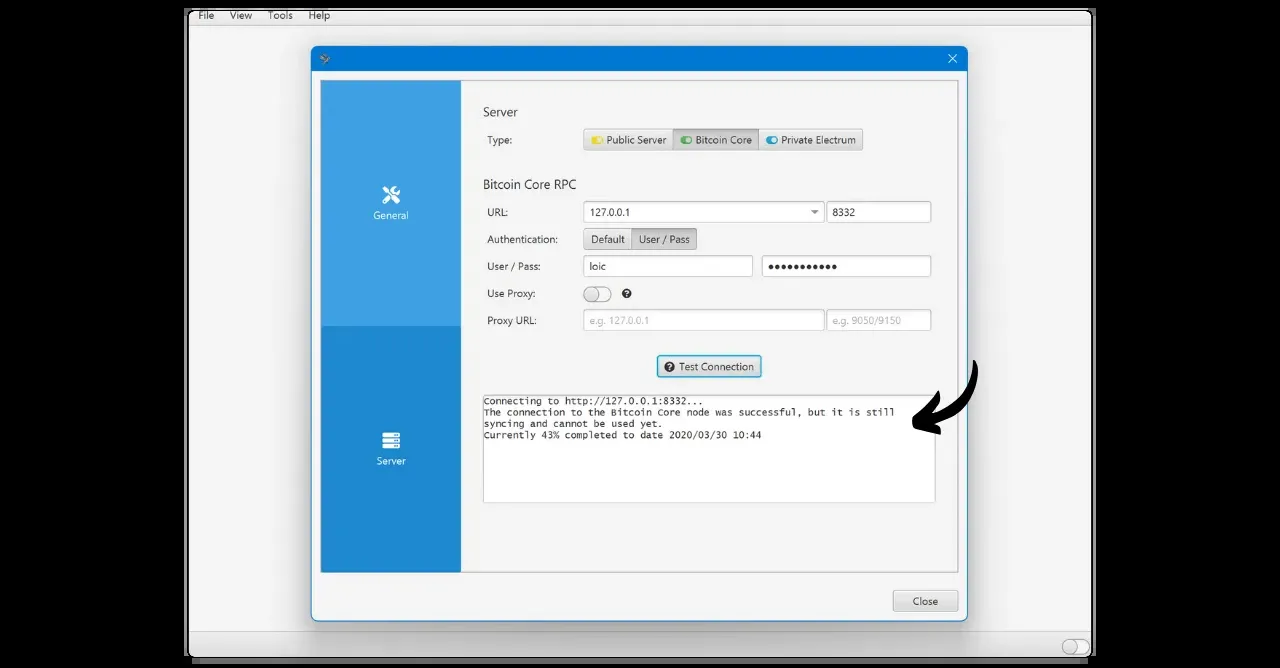 File View Tools Help
Server
Type: Public Server Bitcoin Core Private Electrum
Bitcoin Core RPC
URL: 127.0.0.1 8332
Authentication: Default User / Pass
User / Pass: loic •••••••••••
Use Proxy:
Proxy URL: e.g. 127.0.0.1 e.g. 9050/9150
Test Connection
Connecting to http://127.0.0.1:8332...
The connection to the Bitcoin Core node was successful, but it is still
syncing and cannot be used yet.
Currently 43% completed to date 2020/03/30 10:44
General
Server
Close